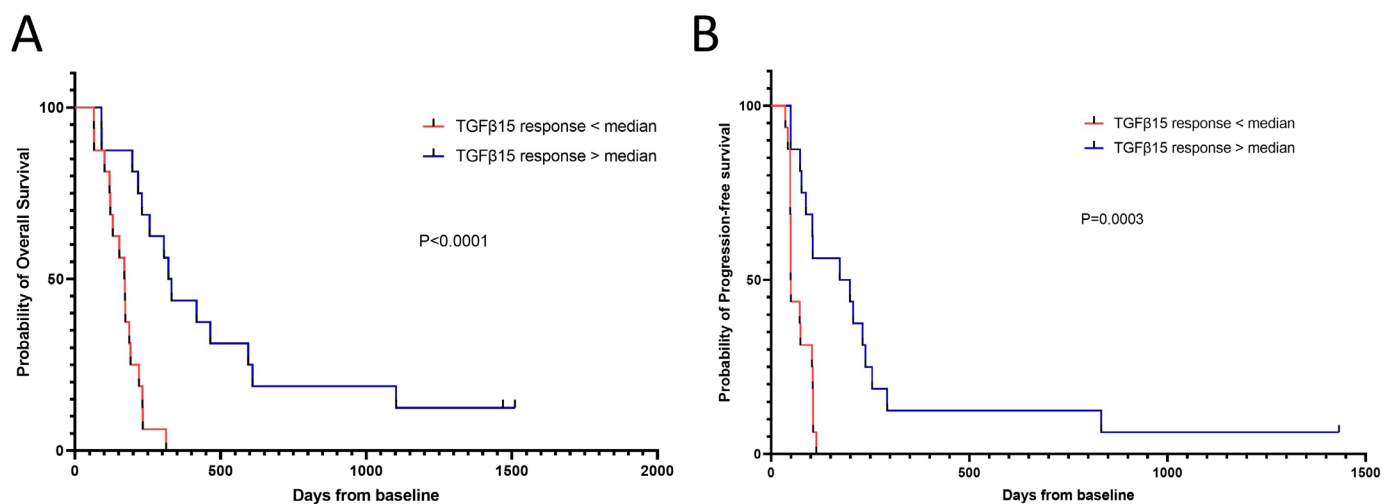 A
Probability of Overall Survival
100
50
0
TGFβ15 response < median
TGFβ15 response > median
P<0.0001
0 500 1000 1500 2000
Days from baseline
B
Probability of Progression-free survival
100
50
0
TGFβ15 response < median
TGFβ15 response > median
P=0.0003
0 500 1000 1500
Days from baseline